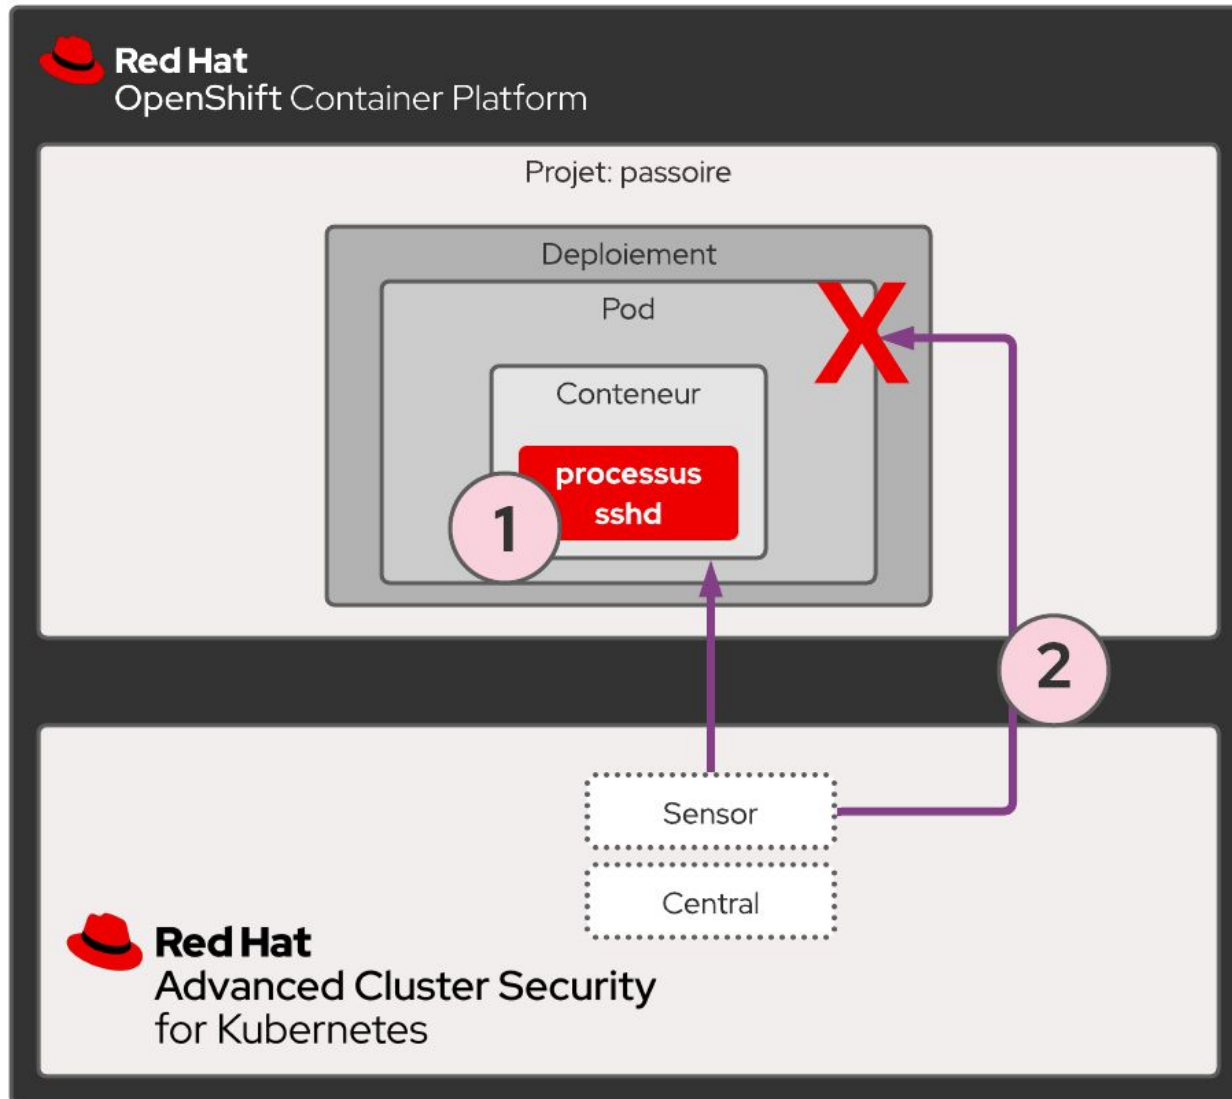 Red Hat
OpenShift Container Platform
Projet: passoire
Deploiement
Pod
X
Conteneur
processus
sshd
1
2
Sensor
Central
Red Hat
Advanced Cluster Security
for Kubernetes